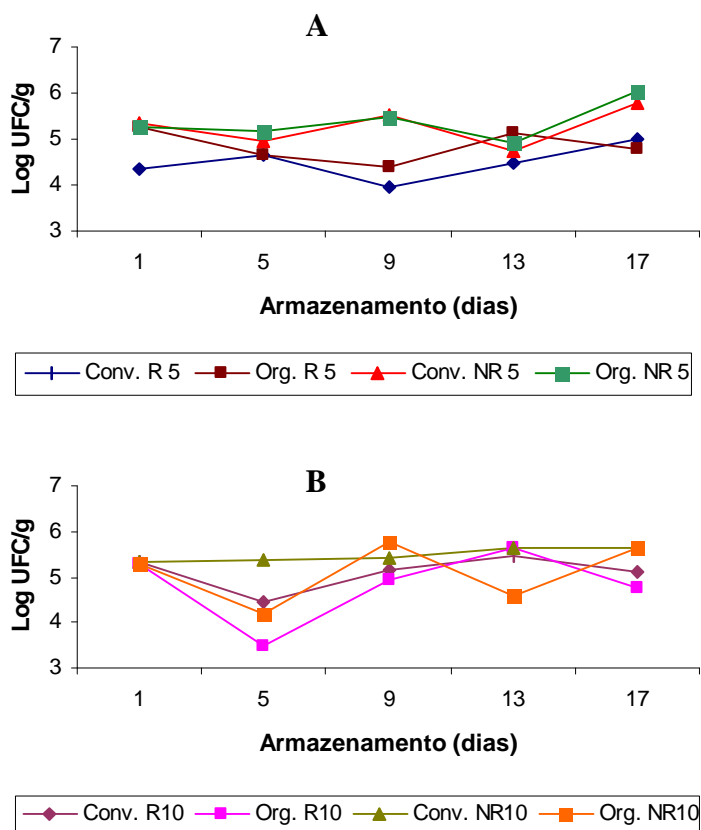 A
Log UFC/g
7
6
5
4
3
1 5 9 13 17
Armazenamento (dias)
Conv. R 5 Org. R 5 Conv. NR 5 Org. NR 5
B
Log UFC/g
7
6
5
4
3
1 5 9 13 17
Armazenamento (dias)
Conv. R10 Org. R10 Conv. NR10 Org. NR10